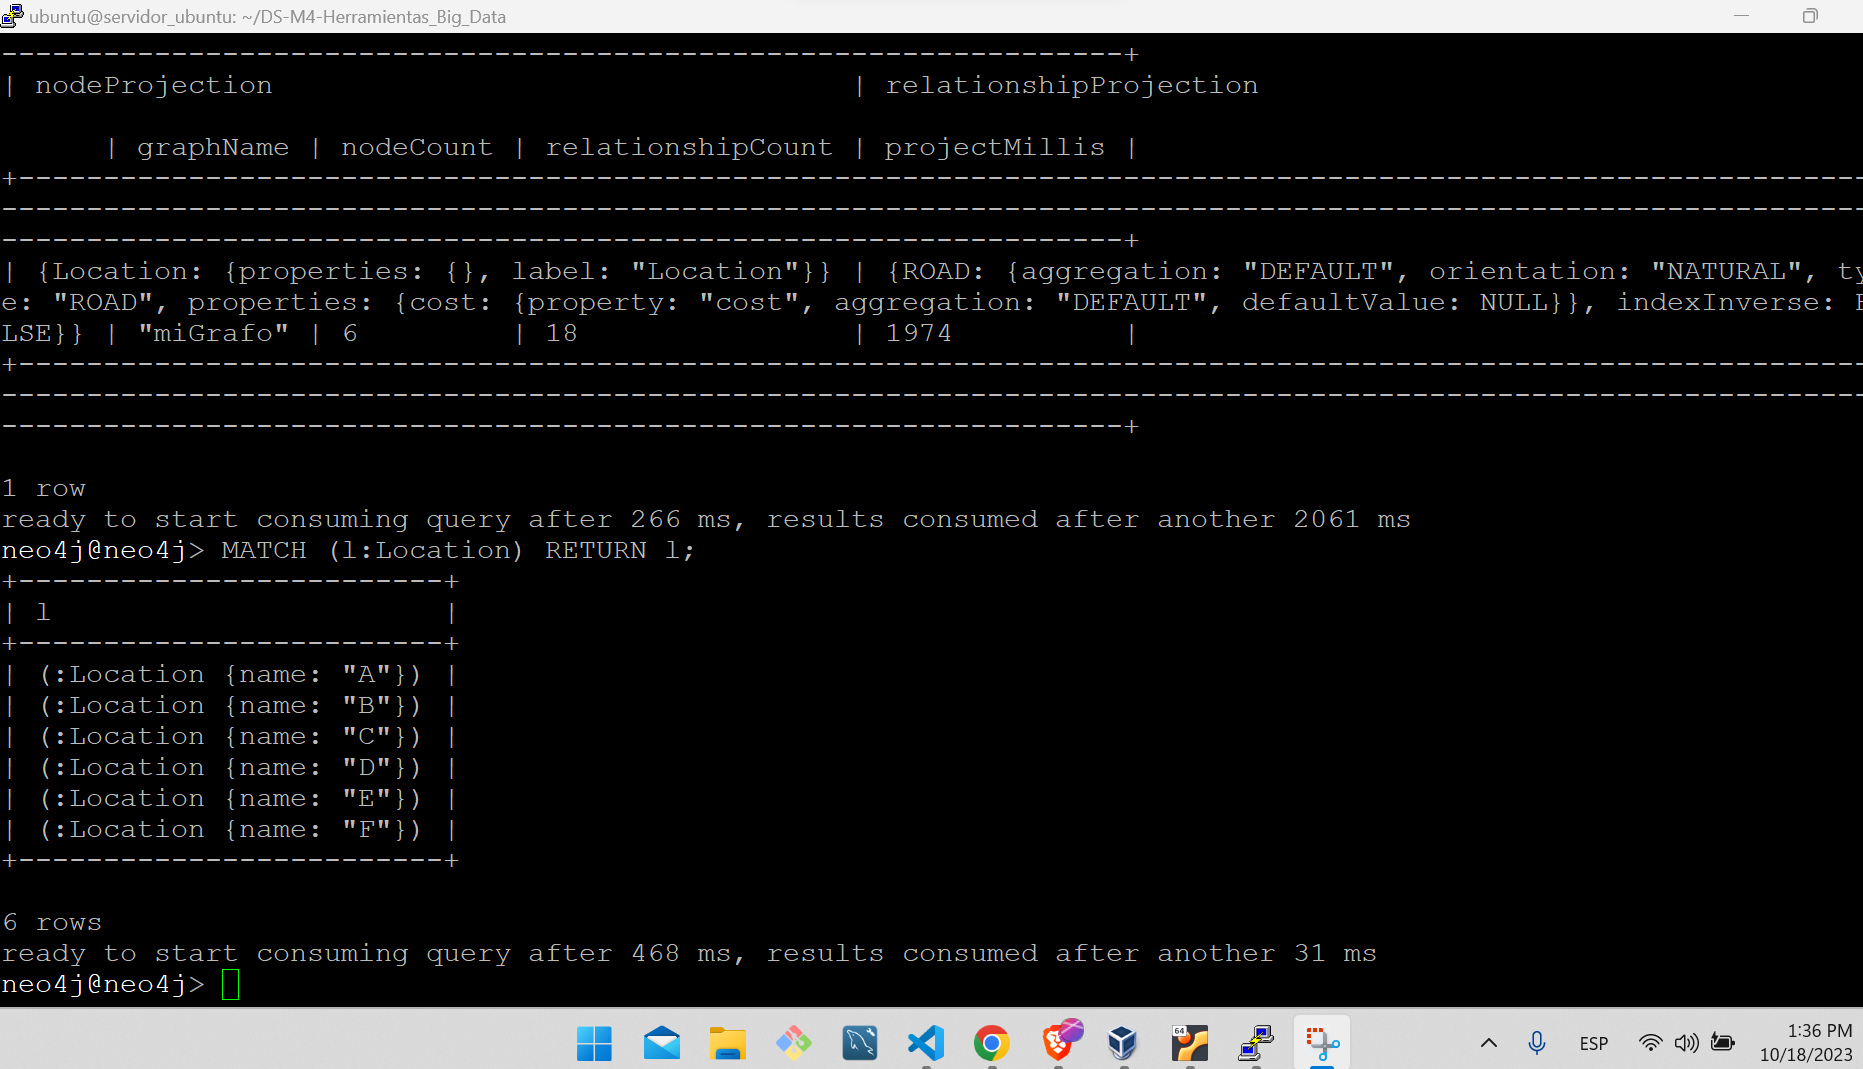 ubuntu@servidor_ubuntu: ~/DS-M4-Herramientas_Big_Data
------------------------------------------------------------------+
| nodeProjection                                  | relationshipProjection
      | graphName | nodeCount | relationshipCount | projectMillis |
+-------------------------------------------------------------------------------------------------------------
--------------------------------------------------------------------------------------------------------------
------------------------------------------------------------------+
| {Location: {properties: {}, label: "Location"}} | {ROAD: {aggregation: "DEFAULT", orientation: "NATURAL", ty
e: "ROAD", properties: {cost: {property: "cost", aggregation: "DEFAULT", defaultValue: NULL}}, indexInverse: F
LSE}} | "miGrafo" | 6         | 18                | 1974          |
+-------------------------------------------------------------------------------------------------------------
--------------------------------------------------------------------------------------------------------------
------------------------------------------------------------------+
1 row
ready to start consuming query after 266 ms, results consumed after another 2061 ms
neo4j@neo4j> MATCH (l:Location) RETURN l;
+-------------------------+
| l                       |
+-------------------------+
| (:Location {name: "A"}) |
| (:Location {name: "B"}) |
| (:Location {name: "C"}) |
| (:Location {name: "D"}) |
| (:Location {name: "E"}) |
| (:Location {name: "F"}) |
+-------------------------+
6 rows
ready to start consuming query after 468 ms, results consumed after another 31 ms
neo4j@neo4j>
64
ESP
1:36 PM
10/18/2023